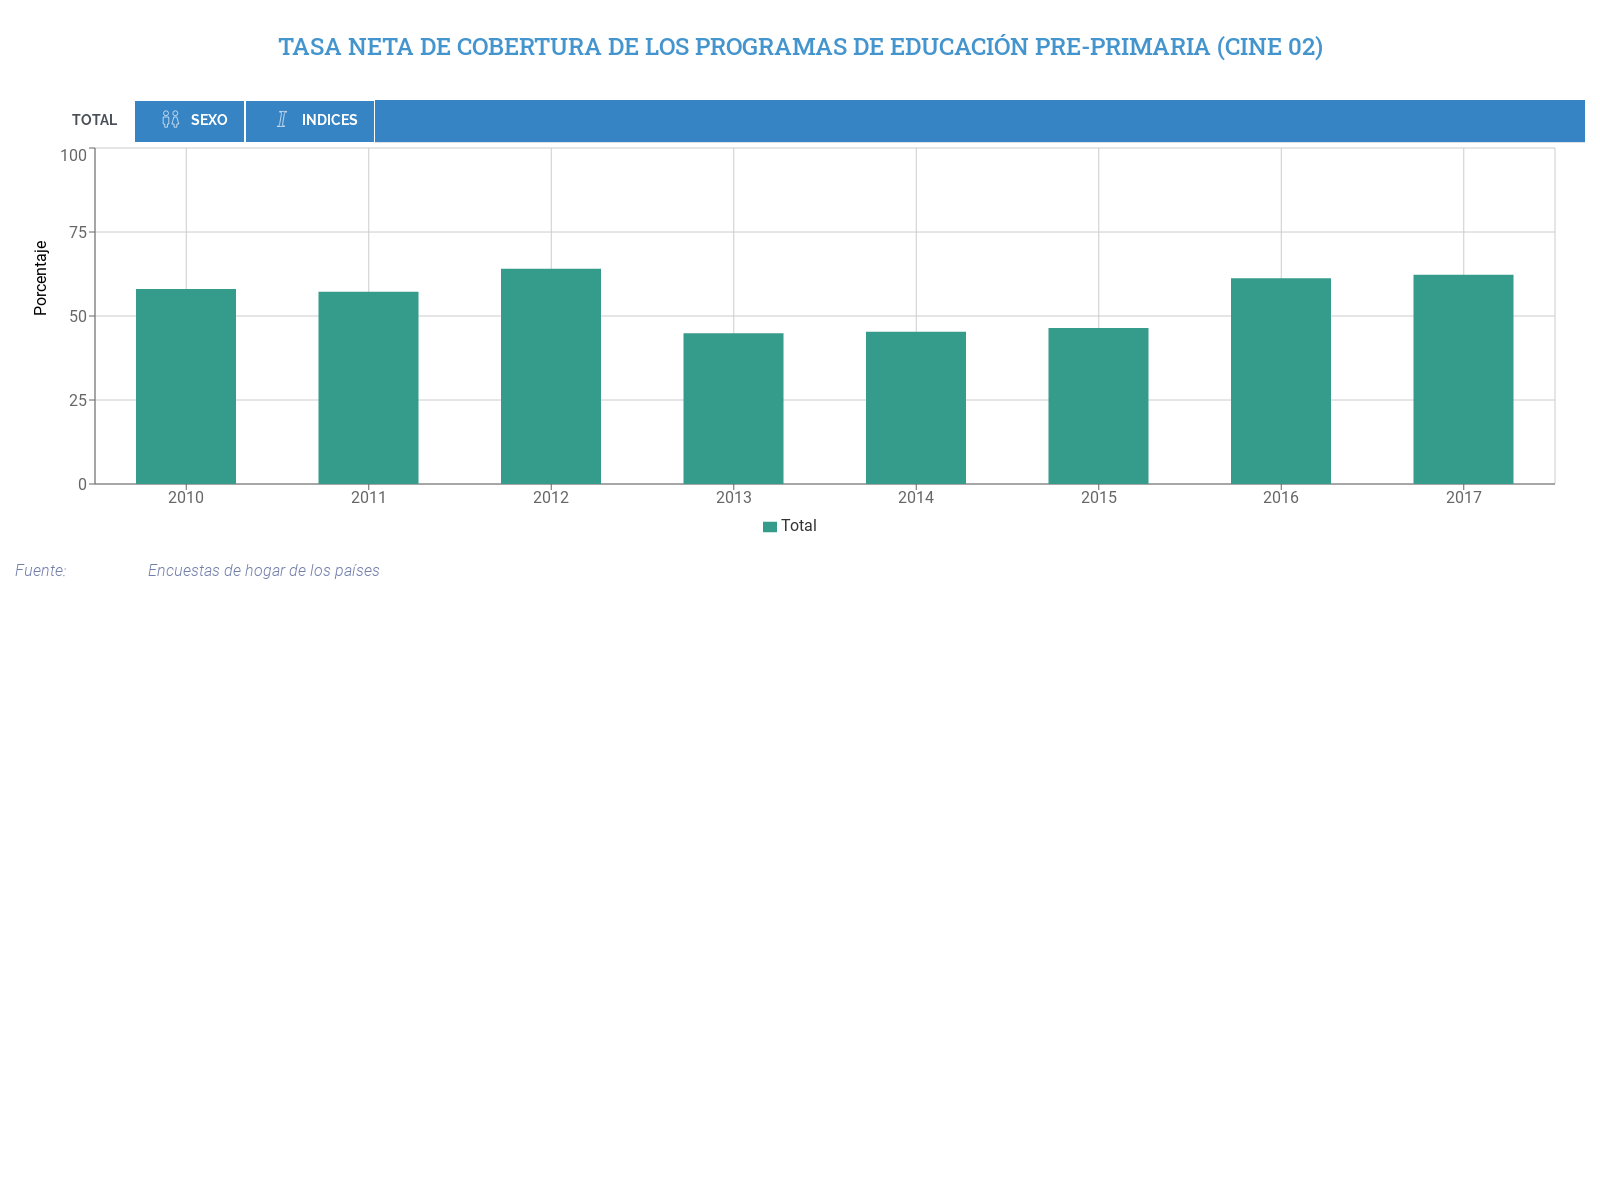 TASA NETA DE COBERTURA DE LOS PROGRAMAS DE EDUCACIÓN PRE-PRIMARIA (CINE 02)
TOTAL SEXO INDICES
100
75
50
25
0
Porcentaje
2010 2011 2012 2013 2014 2015 2016 2017
Total
Fuente: Encuestas de hogar de los países